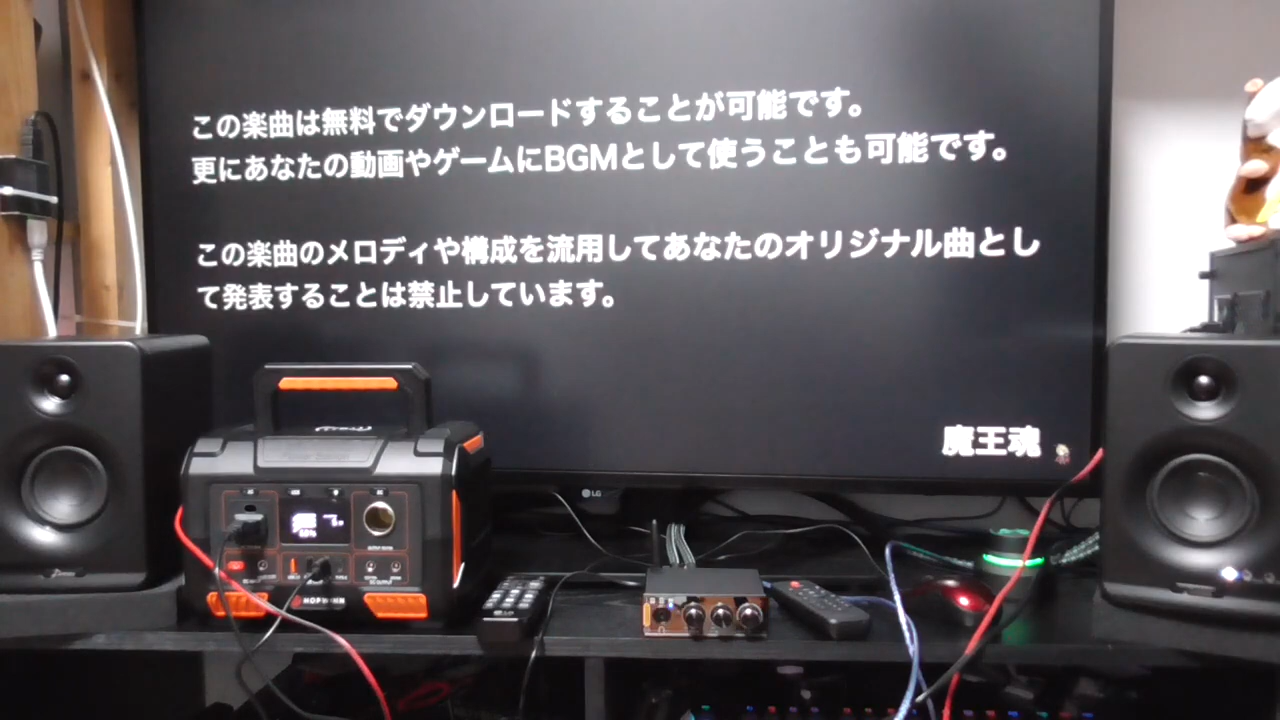 この楽曲は無料でダウンロードすることが可能です。
更にあなたの動画やゲームにBGMとして使うことも可能です。
この楽曲のメロディや構成を流用してあなたのオリジナル曲とし
て発表することは禁止しています。
魔王魂
LG
HOPWINN
LG